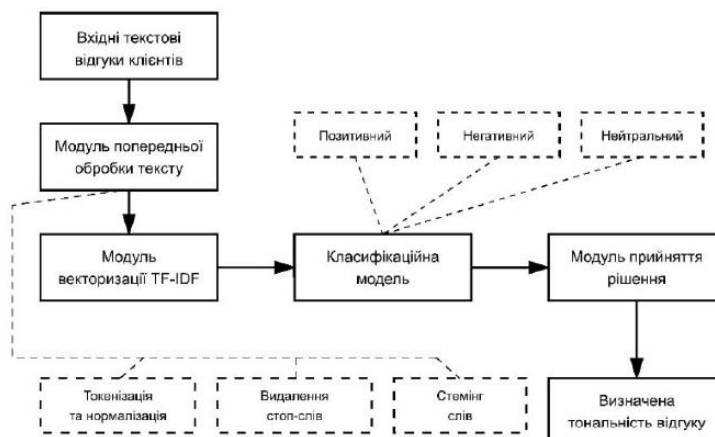 Вхідні текстові
відгуки клієнтів
Модуль попередньої
обробки тексту
Позитивний
Негативний
Нейтральний
Модуль
векторизації TF-IDF
Класифікаційна
модель
Модуль прийняття
рішення
Токенізація
та нормалізація
Видалення
стоп-слів
Стемінг
слів
Визначена
тональність відгуку